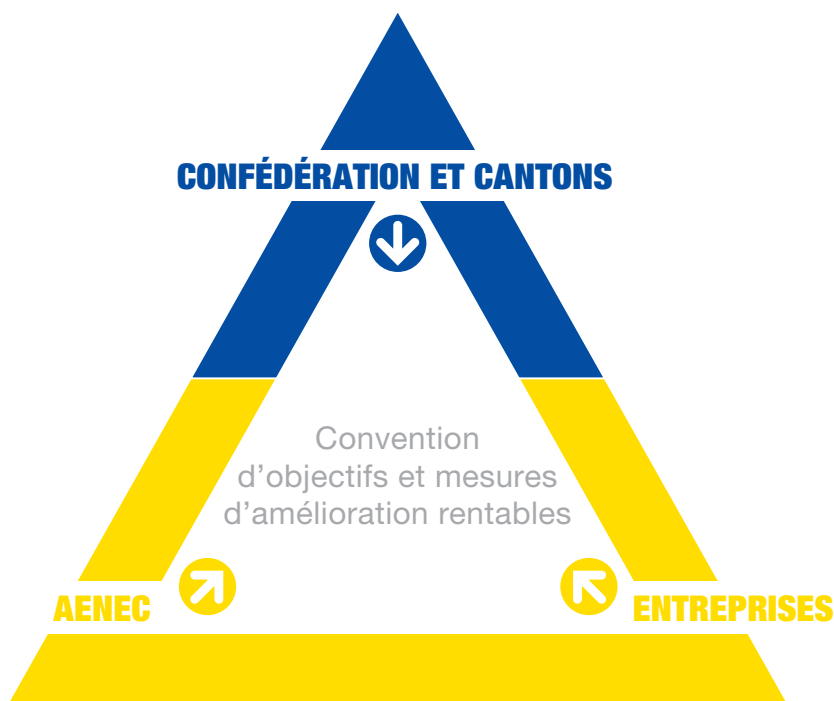 CONFÉDÉRATION ET CANTONS
Convention
d’objectifs et mesures
d’amélioration rentables
AENEC
ENTREPRISES